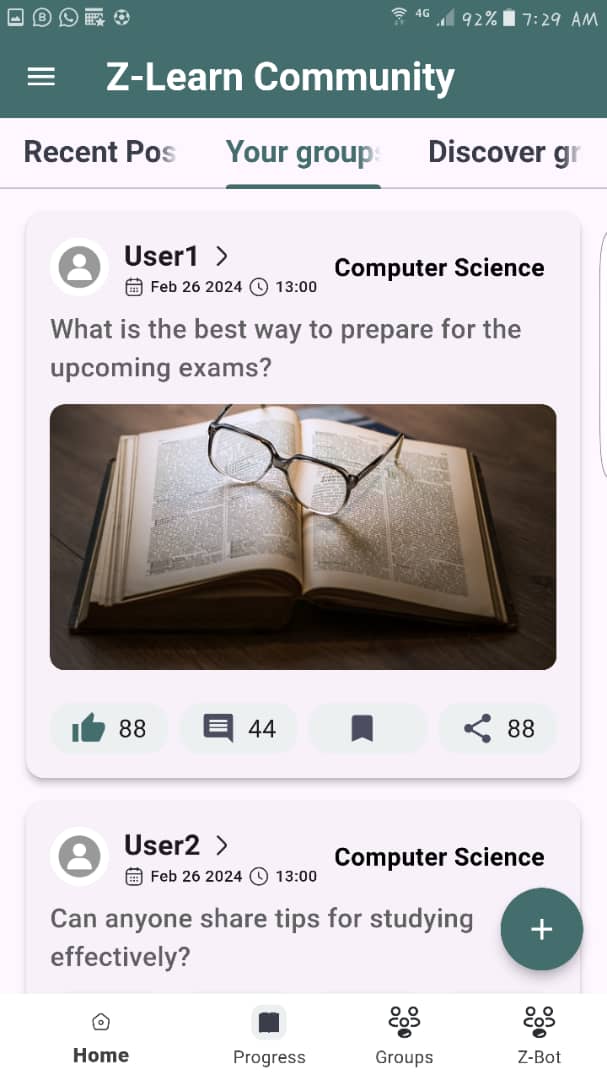 4G 92% 7:29 AM
Z-Learn Community
Recent Pos Your group Discover gr
User1
Computer Science
Feb 26 2024 13:00
What is the best way to prepare for the
upcoming exams?
88 44 88
User2
Computer Science
Feb 26 2024 13:00
Can anyone share tips for studying
effectively?
+
Home Progress Groups Z-Bot